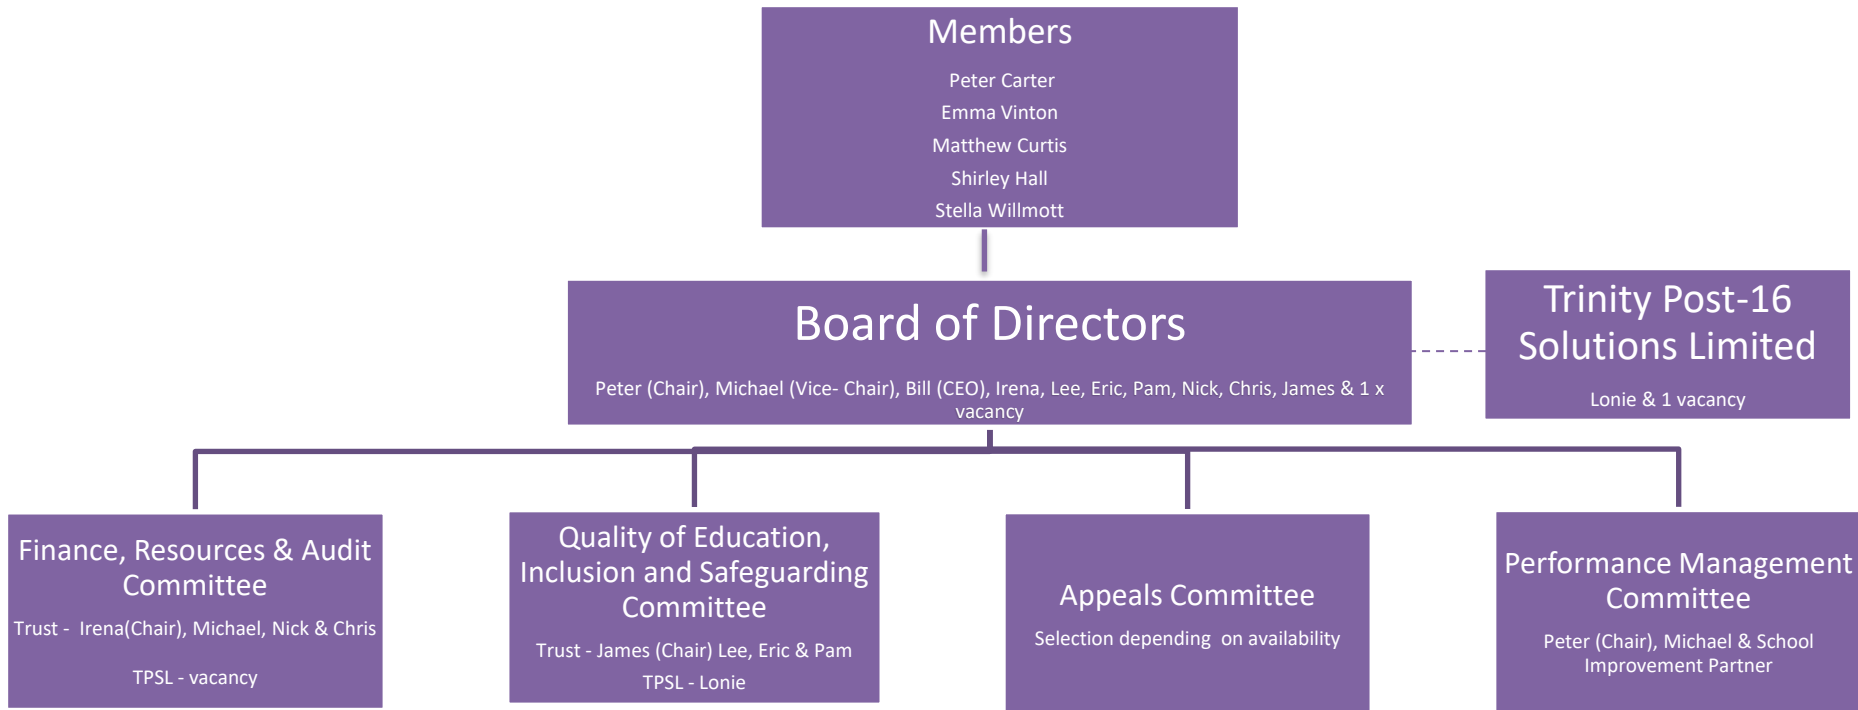 Members
Peter Carter
Emma Vinton
Matthew Curtis
Shirley Hall
Stella Willmott
Board of Directors
Peter (Chair), Michael (Vice- Chair), Bill (CEO), Irena, Lee, Eric, Pam, Nick, Chris, James & 1 x
vacancy
Trinity Post-16
Solutions Limited
Lonie & 1 vacancy
Finance, Resources & Audit
Committee
Trust -  Irena(Chair), Michael, Nick & Chris
TPSL - vacancy
Quality of Education,
Inclusion and Safeguarding
Committee
Trust - James (Chair) Lee, Eric & Pam
TPSL - Lonie
Appeals Committee
Selection depending  on availability
Performance Management
Committee
Peter (Chair), Michael & School
Improvement Partner